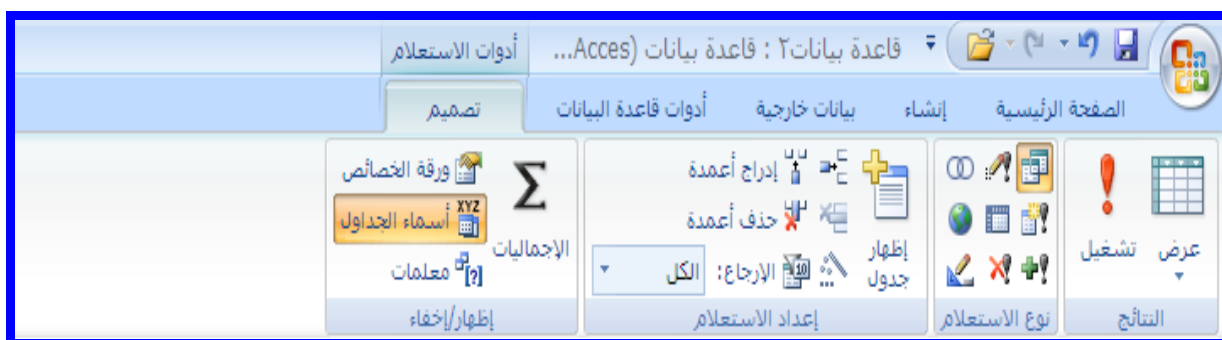 قاعدة بيانات٢ : قاعدة بيانات (Acces...
أدوات الاستعلام
الصفحة الرئيسية
إنشاء
بيانات خارجية
أدوات قاعدة البيانات
تصميم
عرض
تشغيل
النتائج
نوع الاستعلام
إظهار
جدول
إدراج أعمدة
حذف أعمدة
الإرجاع: الكل
إعداد الاستعلام
الإجماليات
ورقة الخصائص
XYZ
أسماء الجداول
معلمات
إظهار/إخفاء